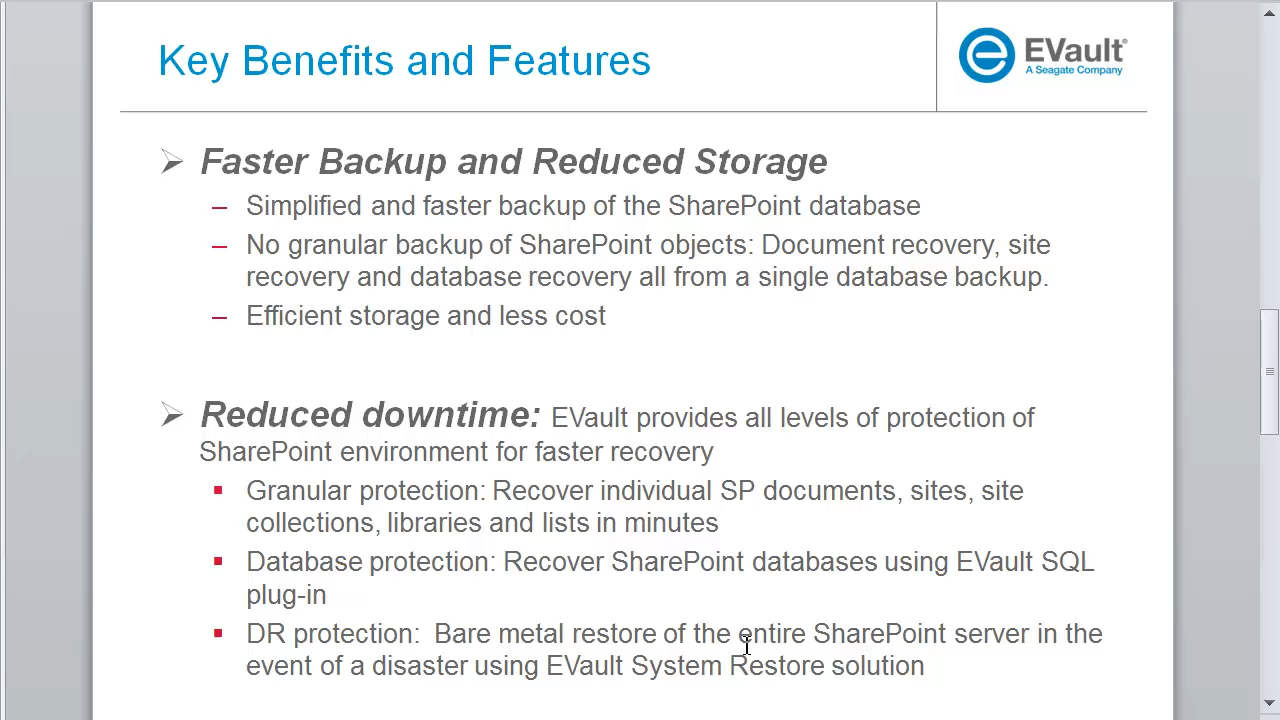 Key Benefits and Features
EVault®
A Seagate Company
Faster Backup and Reduced Storage
– Simplified and faster backup of the SharePoint database
– No granular backup of SharePoint objects: Document recovery, site
recovery and database recovery all from a single database backup.
– Efficient storage and less cost
Reduced downtime: EVault provides all levels of protection of
SharePoint environment for faster recovery
Granular protection: Recover individual SP documents, sites, site
collections, libraries and lists in minutes
Database protection: Recover SharePoint databases using EVault SQL
plug-in
DR protection:  Bare metal restore of the entire SharePoint server in the
event of a disaster using EVault System Restore solution